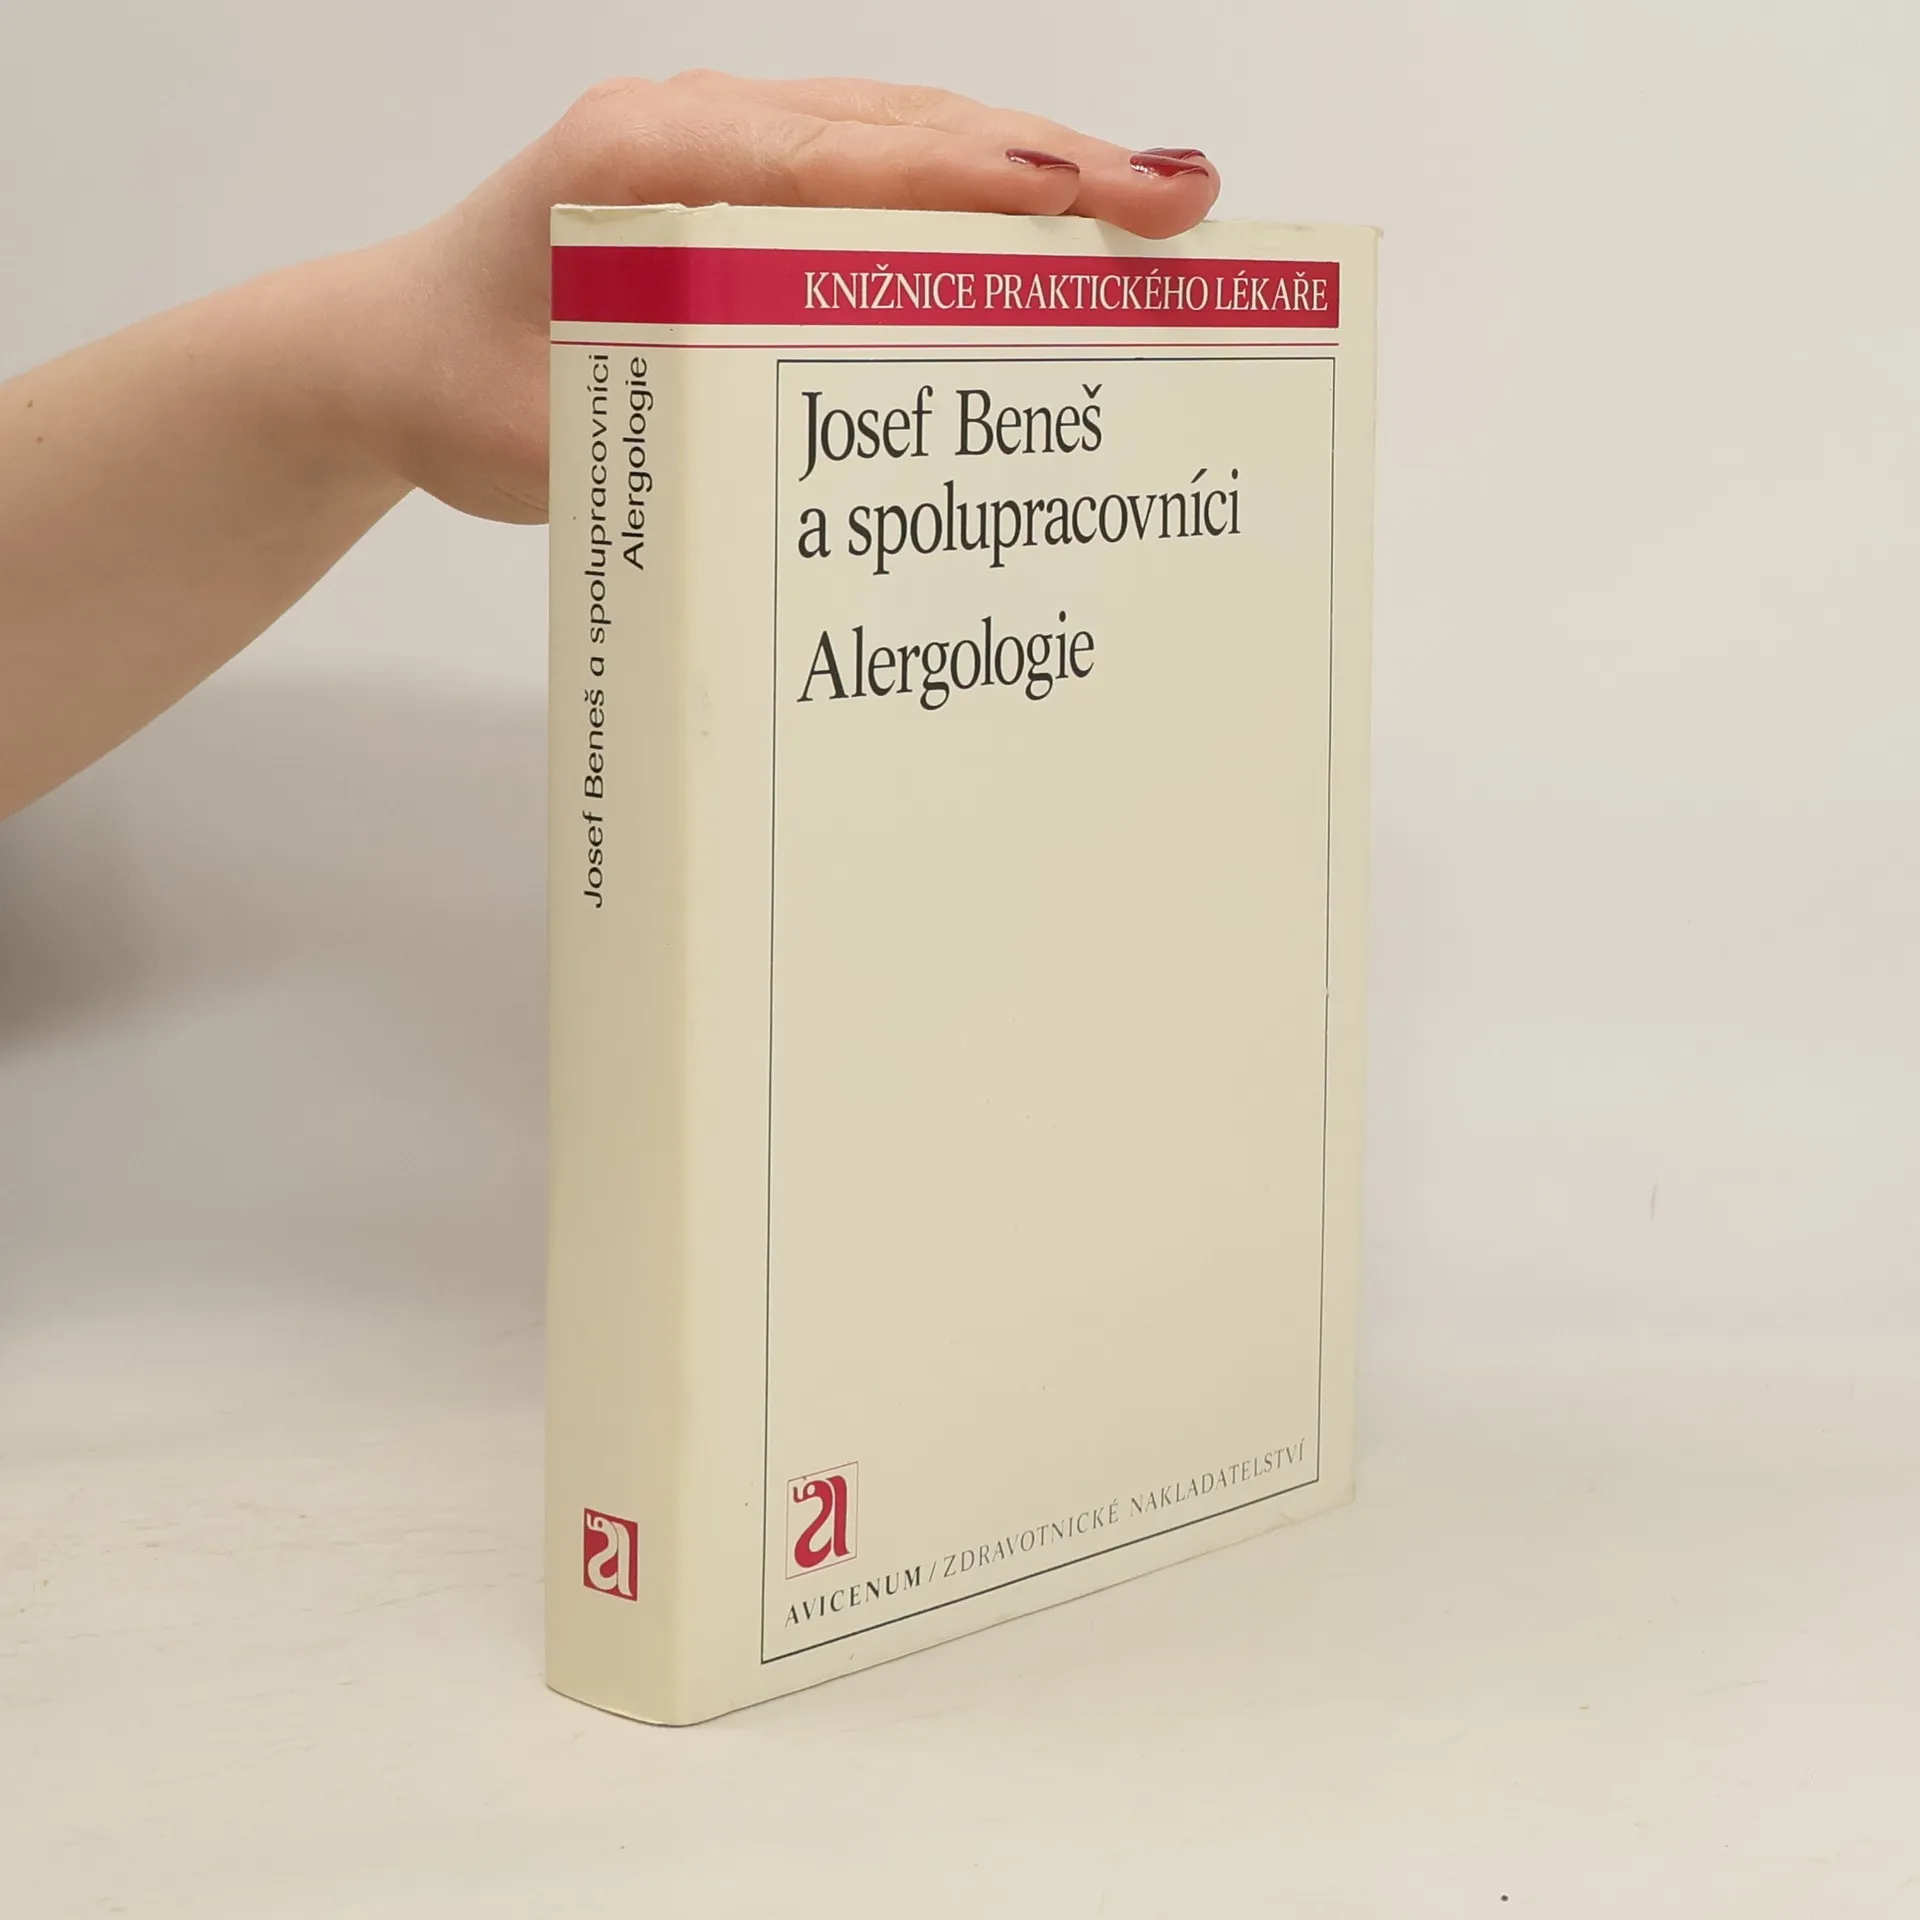 KNIŽNICE PRAKTICKÉHO LÉKAŘE
Josef Beneš
a spolupracovníci
Alergologie
AVICENUM / ZDRAVOTNICKÉ NAKLADATELSTVÍ
Josef Beneš a spolupracovníci
Alergologie